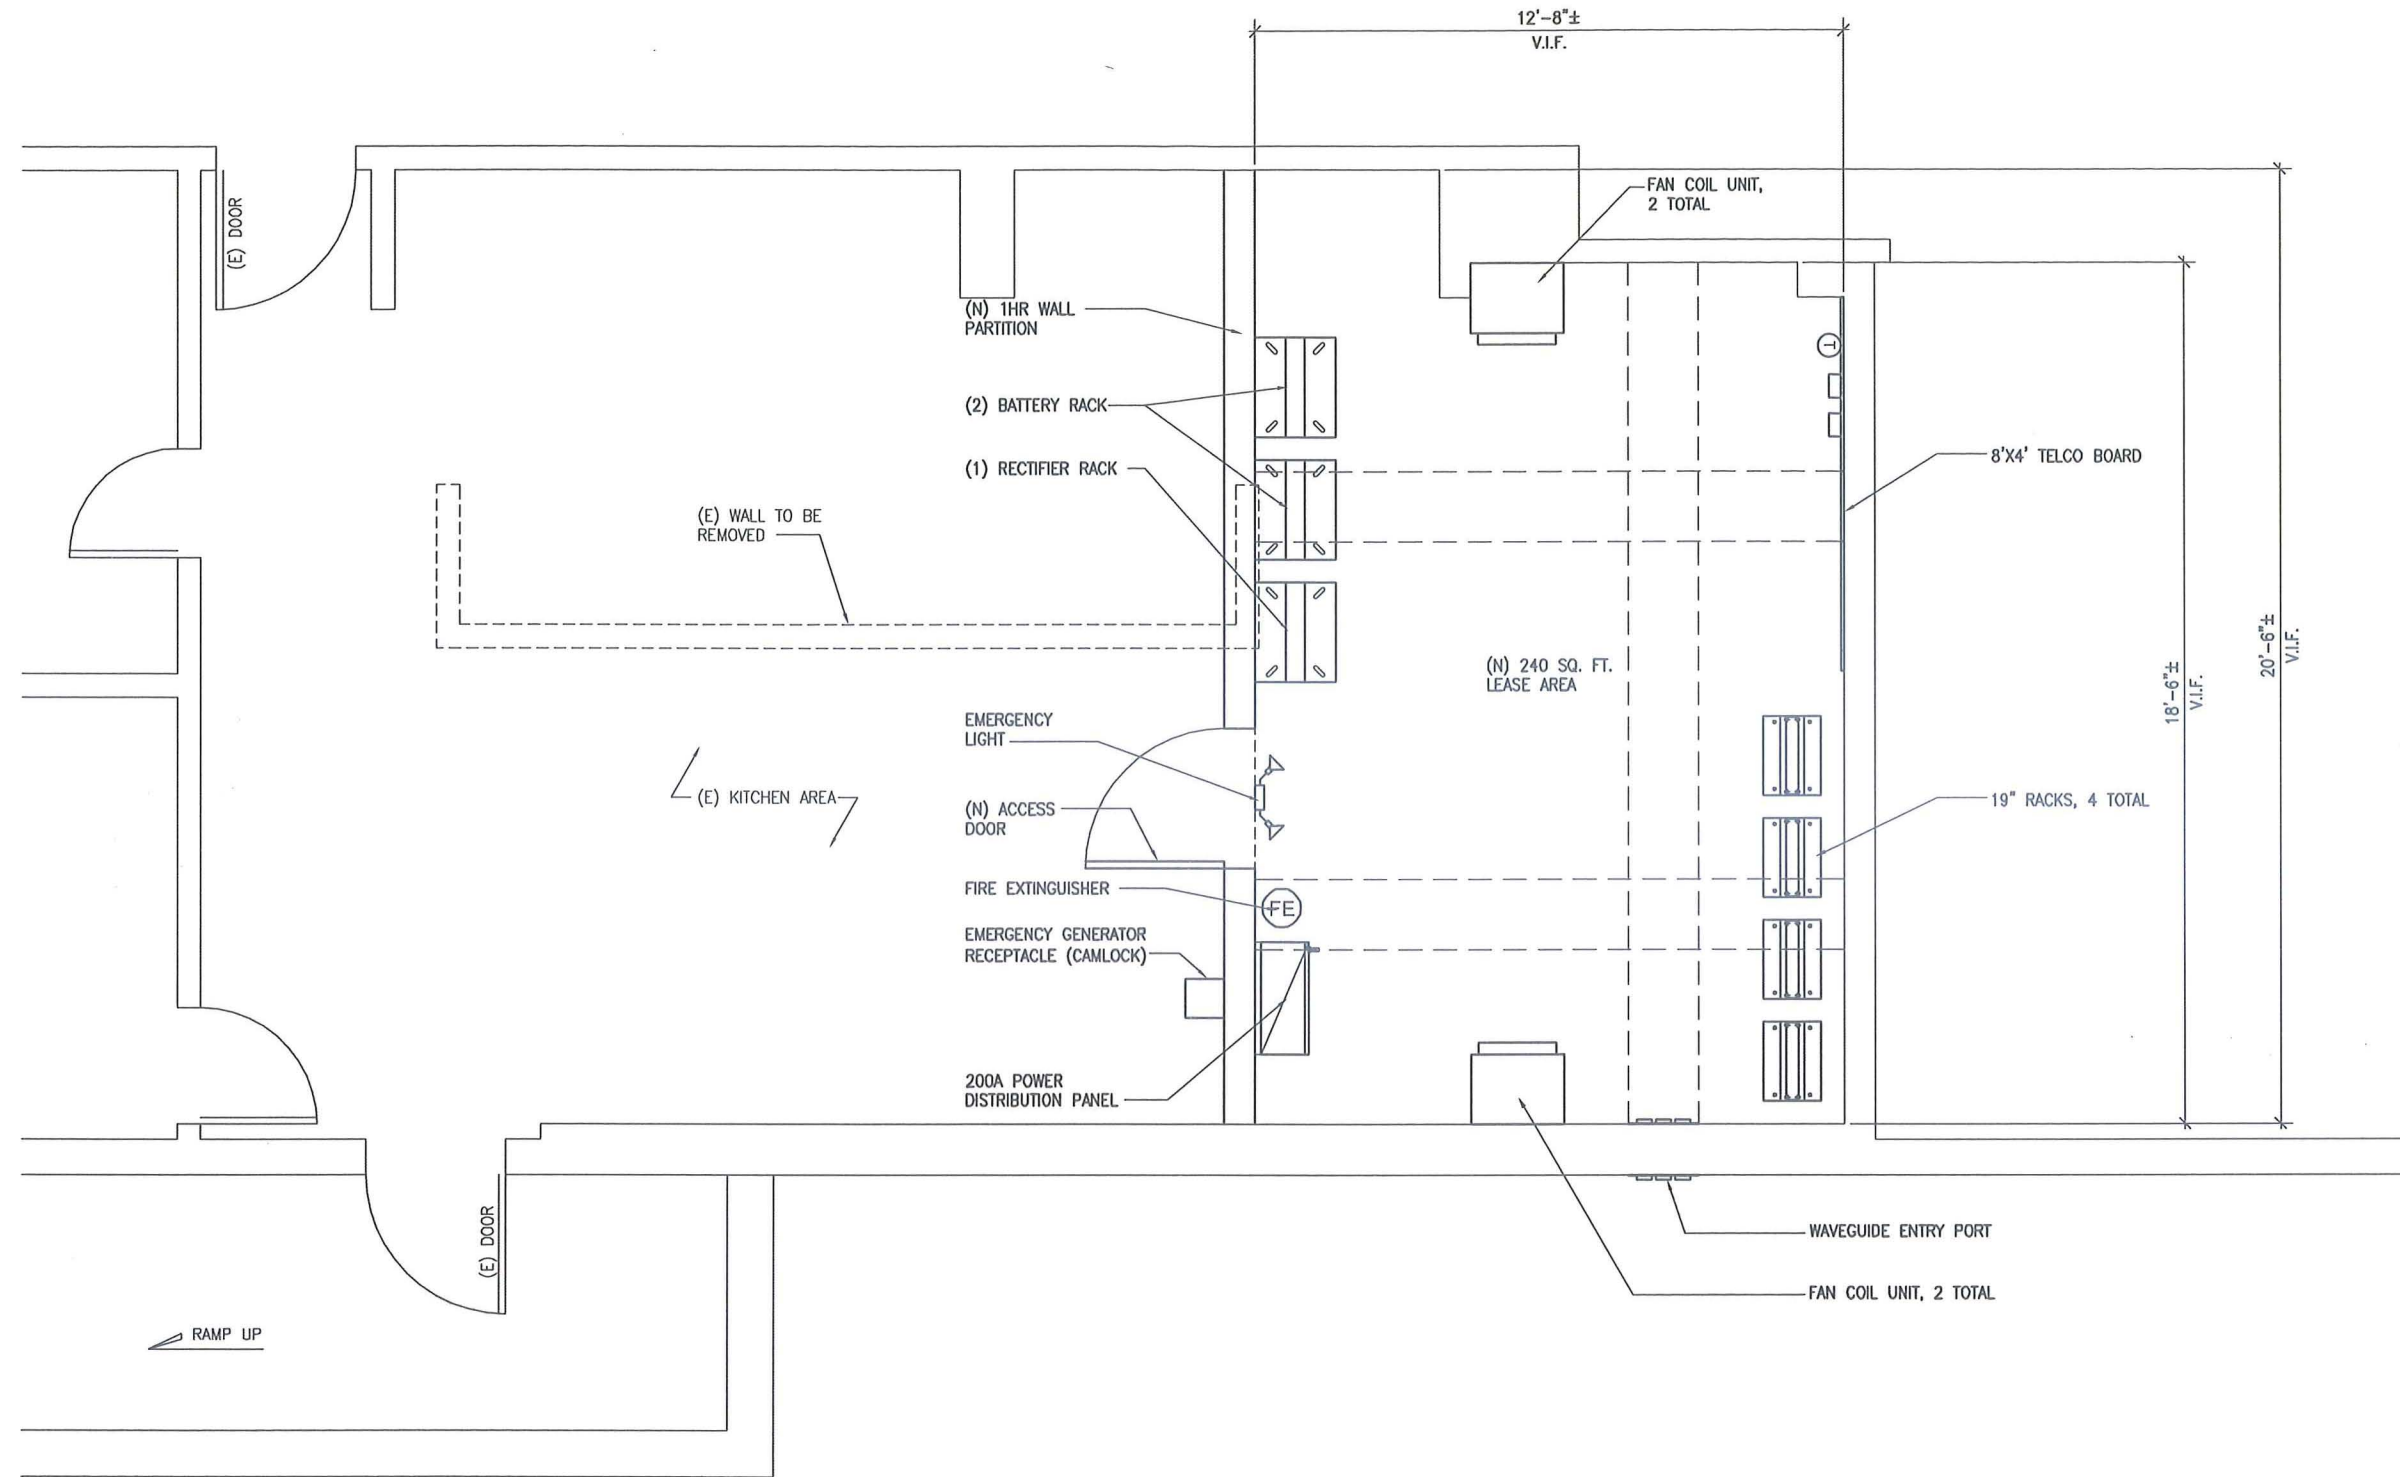 12'-8"±
V.I.F.
FAN COIL UNIT,
2 TOTAL
(E) DOOR
(N) 1HR WALL
PARTITION
(2) BATTERY RACK
(1) RECTIFIER RACK
T
8'X4' TELCO BOARD
(E) WALL TO BE
REMOVED
(N) 240 SQ. FT.
LEASE AREA
18'-6"±
V.I.F.
20'-6"±
V.I.F.
EMERGENCY
LIGHT
(E) KITCHEN AREA
(N) ACCESS
DOOR
19" RACKS, 4 TOTAL
FIRE EXTINGUISHER
FE
EMERGENCY GENERATOR
RECEPTACLE (CAMLOCK)
200A POWER
DISTRIBUTION PANEL
(E) DOOR
WAVEGUIDE ENTRY PORT
FAN COIL UNIT, 2 TOTAL
RAMP UP